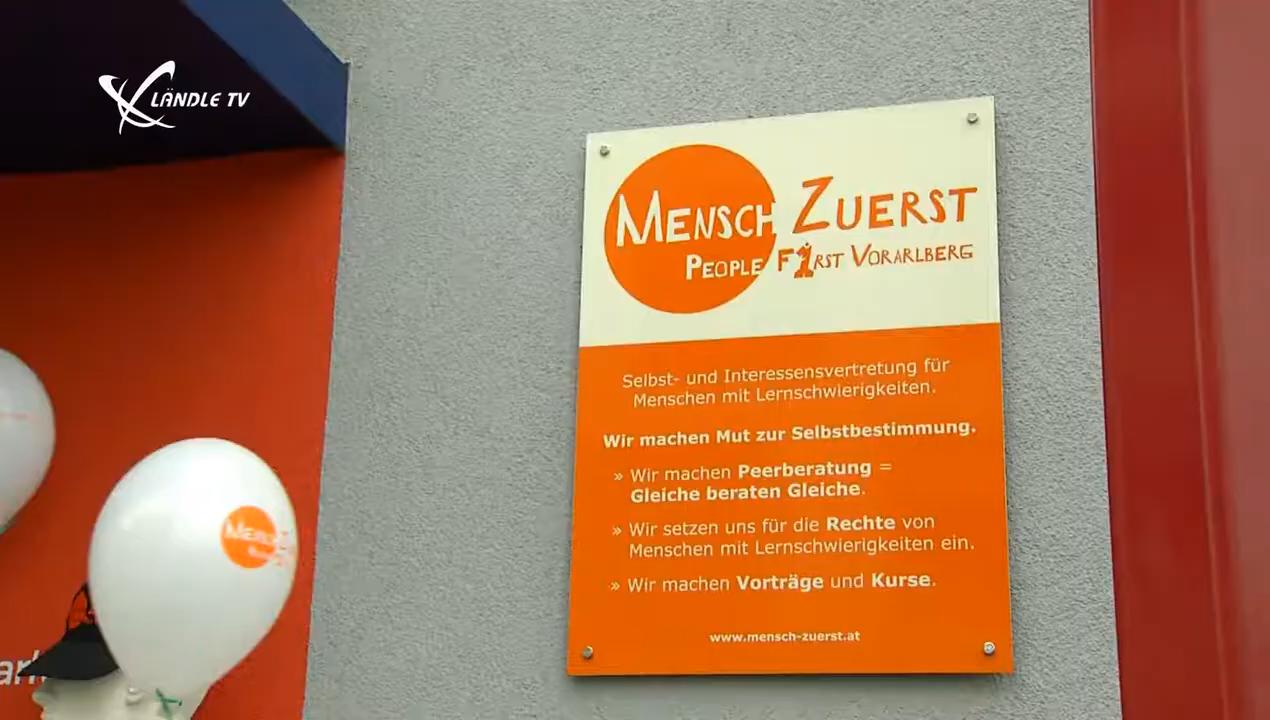 LÄNDLE TV
MENSCH ZUERST
PEOPLE F1RST VORARLBERG
Selbst- und Interessensvertretung für
Menschen mit Lernschwierigkeiten.
Wir machen Mut zur Selbstbestimmung.
» Wir machen Peerberatung =
Gleiche beraten Gleiche.
» Wir setzen uns für die Rechte von
Menschen mit Lernschwierigkeiten ein.
» Wir machen Vorträge und Kurse.
www.mensch-zuerst.at